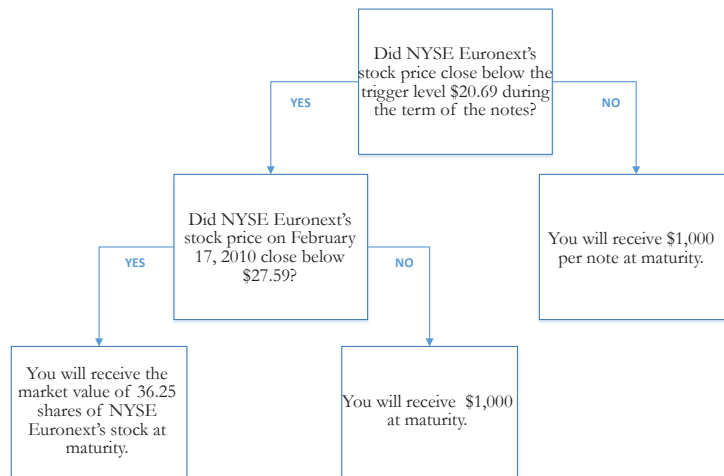 Did NYSE Euronext's
stock price close below the
trigger level $20.69 during
the term of the notes?
YES
NO
Did NYSE Euronext's
stock price on February
17, 2010 close below
$27.59?
You will receive $1,000
per note at maturity.
YES
NO
You will receive the
market value of 36.25
shares of NYSE
Euronext's stock at
maturity.
You will receive $1,000
at maturity.